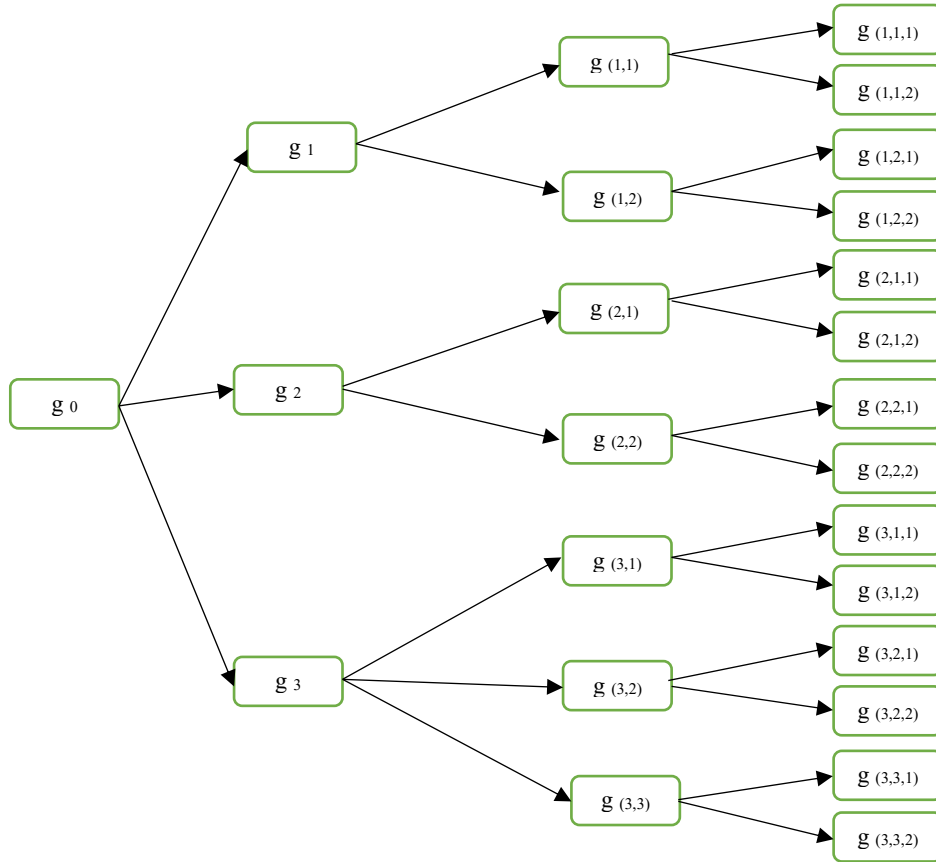 g 0
g 1
g 2
g 3
g (1,1)
g (1,2)
g (2,1)
g (2,2)
g (3,1)
g (3,2)
g (3,3)
g (1,1,1)
g (1,1,2)
g (1,2,1)
g (1,2,2)
g (2,1,1)
g (2,1,2)
g (2,2,1)
g (2,2,2)
g (3,1,1)
g (3,1,2)
g (3,2,1)
g (3,2,2)
g (3,3,1)
g (3,3,2)